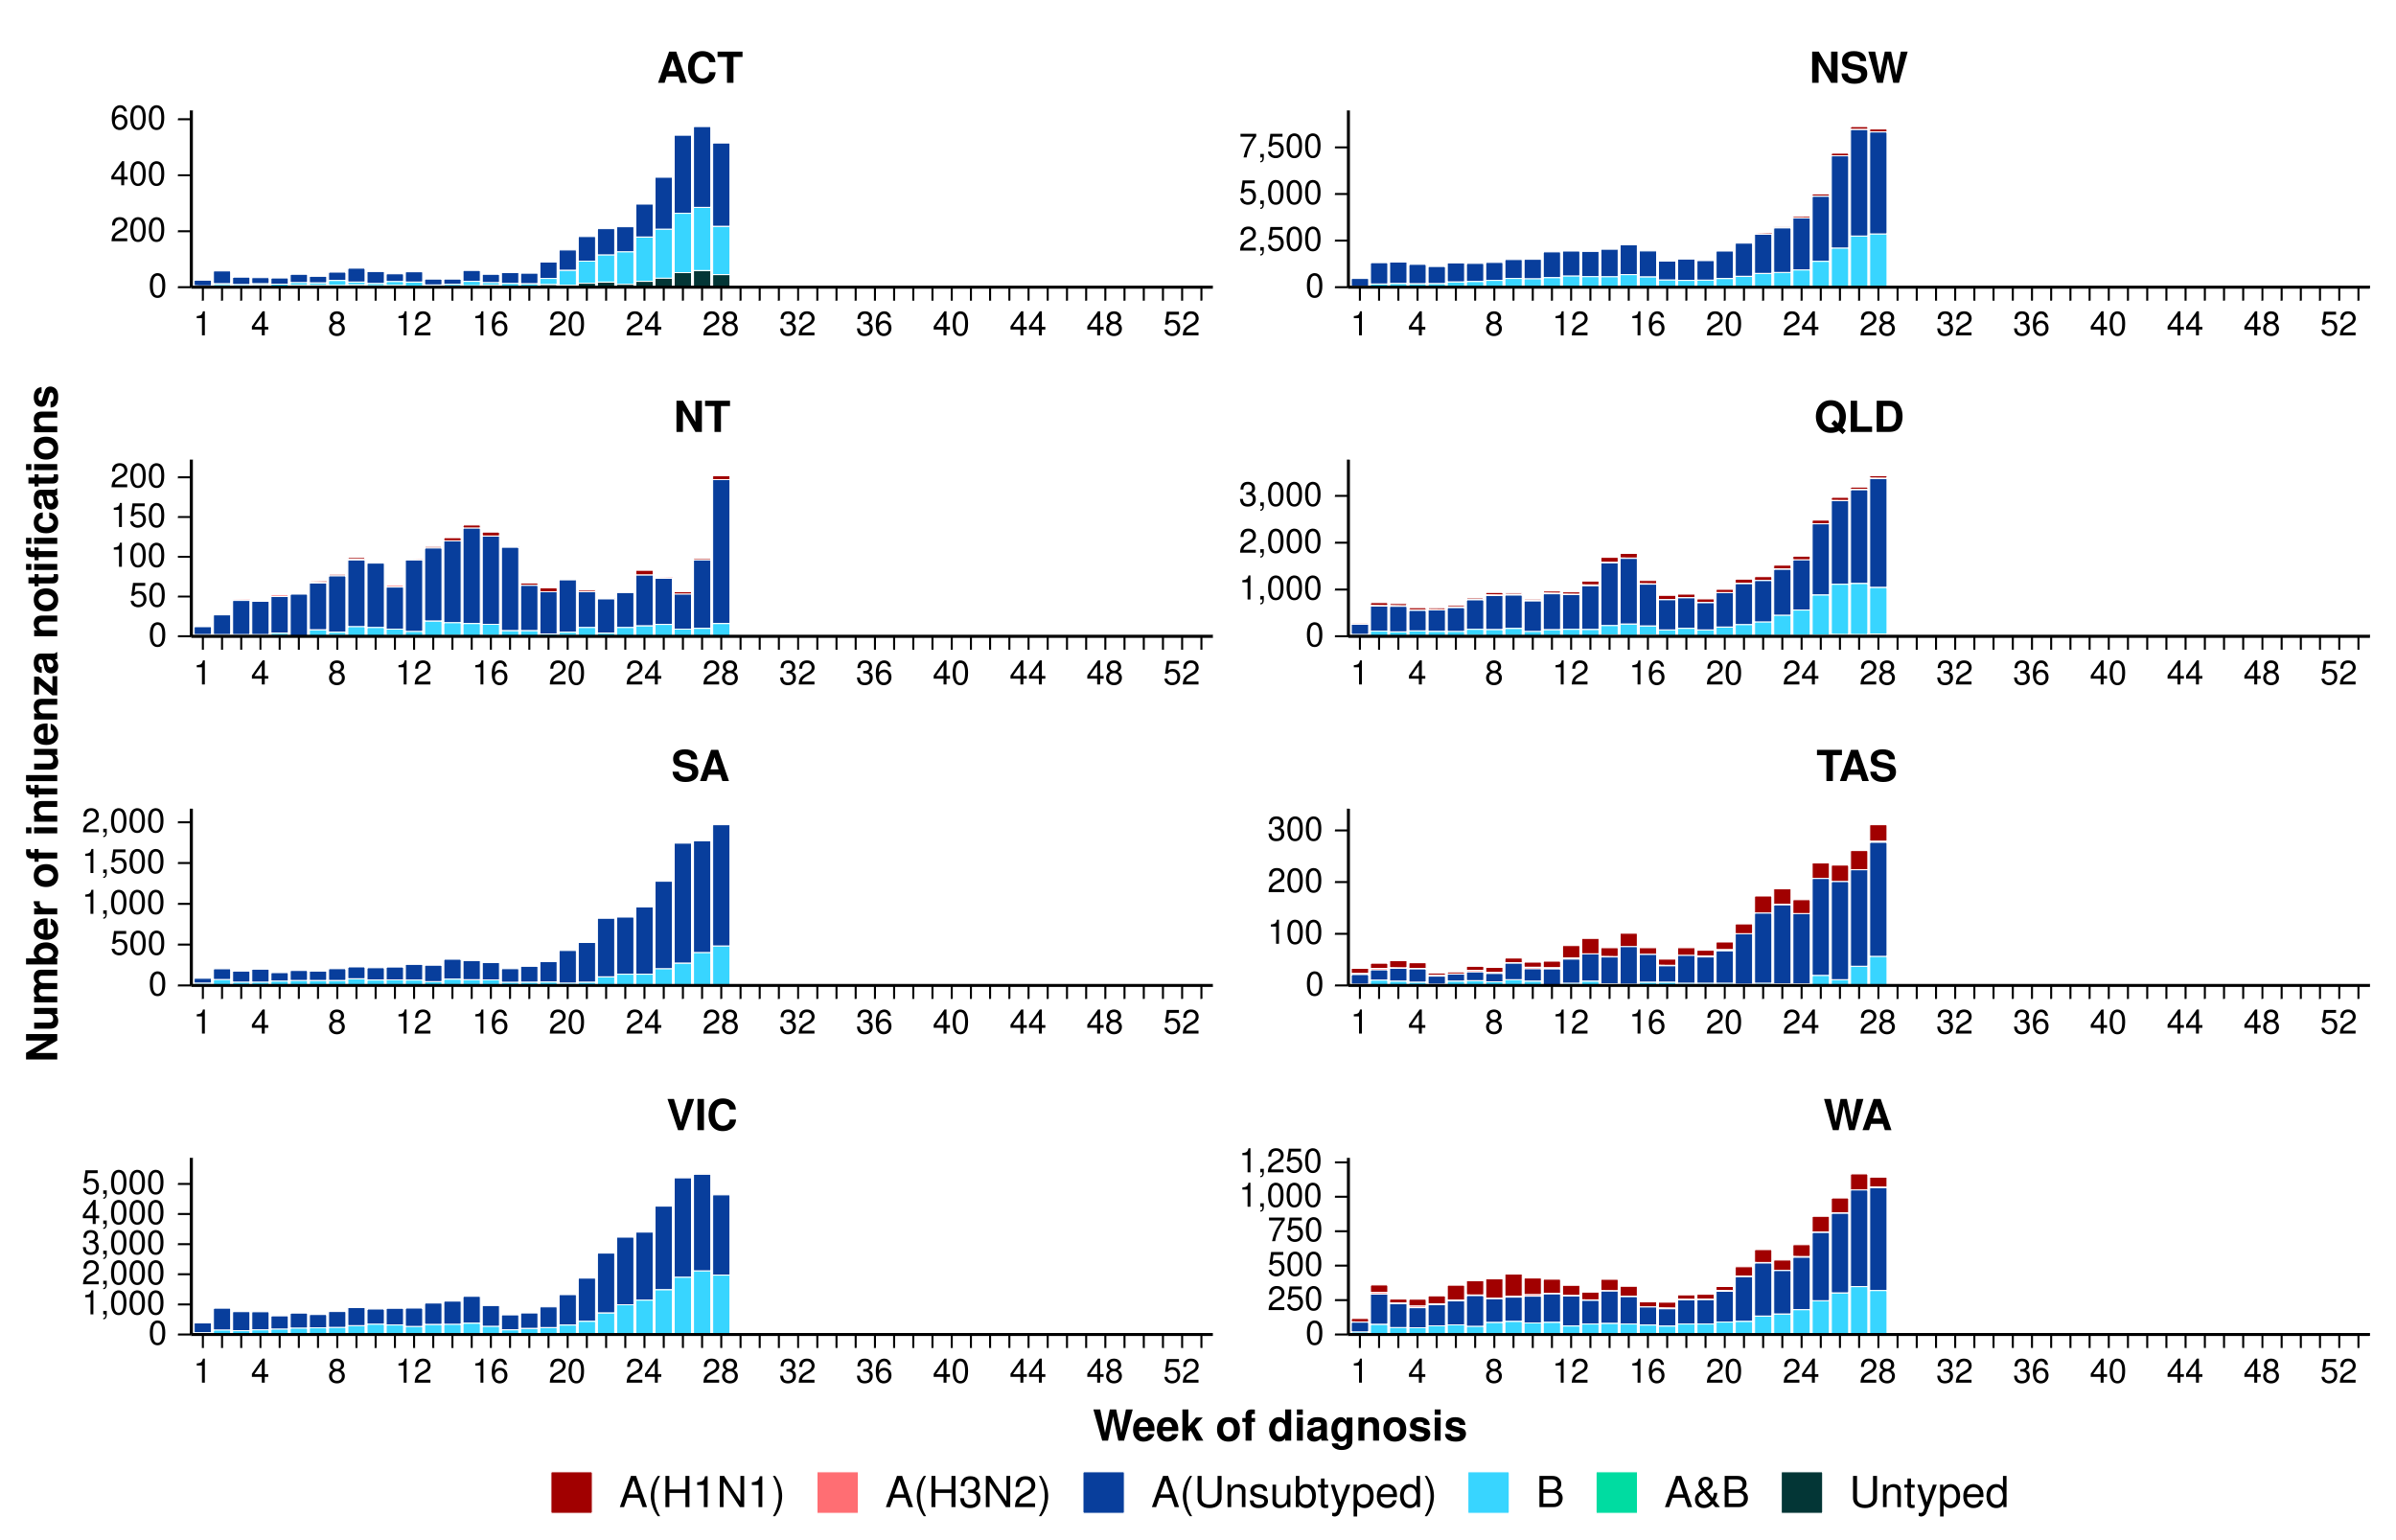 Number of influenza notifications
ACT
600
400
200
0
1 4 8 12 16 20 24 28 32 36 40 44 48 52
NSW
7,500
5,000
2,500
0
1 4 8 12 16 20 24 28 32 36 40 44 48 52
NT
200
150
100
50
0
1 4 8 12 16 20 24 28 32 36 40 44 48 52
QLD
3,000
2,000
1,000
0
1 4 8 12 16 20 24 28 32 36 40 44 48 52
SA
2,000
1,500
1,000
500
0
1 4 8 12 16 20 24 28 32 36 40 44 48 52
TAS
300
200
100
0
1 4 8 12 16 20 24 28 32 36 40 44 48 52
VIC
5,000
4,000
3,000
2,000
1,000
0
1 4 8 12 16 20 24 28 32 36 40 44 48 52
WA
1,250
1,000
750
500
250
0
1 4 8 12 16 20 24 28 32 36 40 44 48 52
Week of diagnosis
A(H1N1) A(H3N2) A(Unsubtyped) B A&B Untyped